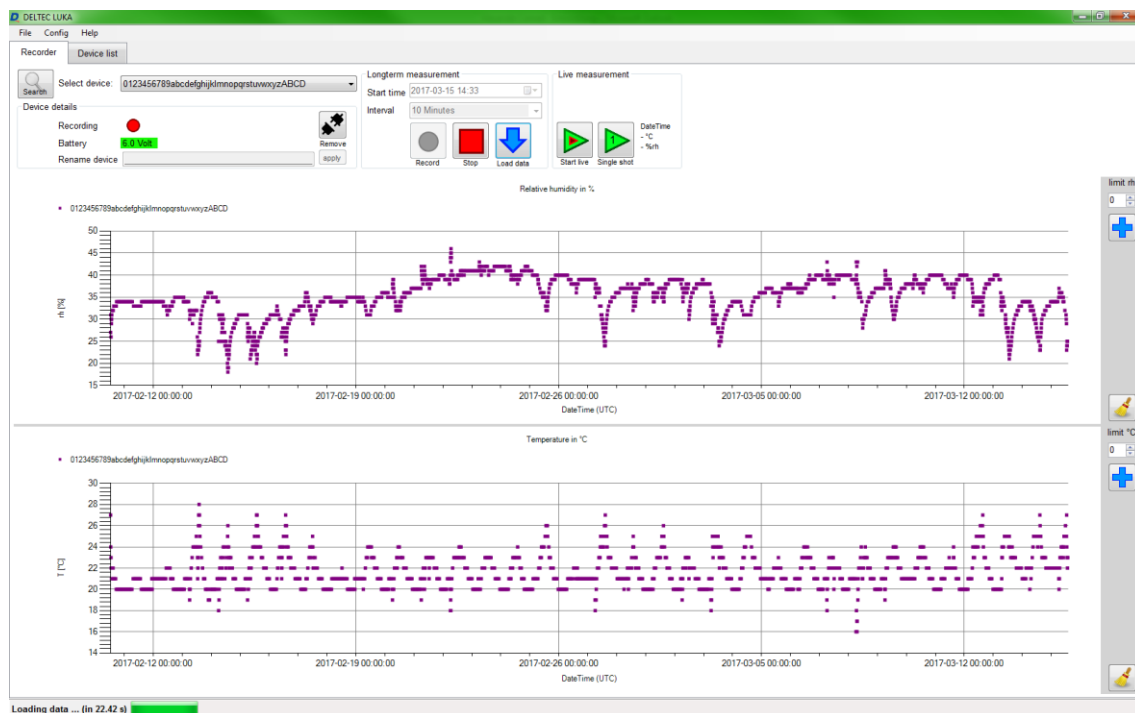 DELTEC LUKA
File Config Help
Recorder Device list
Search
Select device: 0123456789abcdefghijklmnopqrstuvwxyzABCD
Device details
Recording
Battery 6.0 Volt
Rename device
Remove
apply
Longterm measurement
Start time 2017-03-15 14:33
Interval 10 Minutes
Record Stop Load data
Live measurement
1
Start live Single shot
DateTime
- °C
- %rh
Relative humidity in %
limit rh
0
0123456789abcdefghijklmnopqrstuvwxyzABCD
50
45
40
35
30
25
20
15
rh [%]
2017-02-12 00:00:00 2017-02-19 00:00:00 2017-02-26 00:00:00 2017-03-05 00:00:00 2017-03-12 00:00:00
DateTime (UTC)
Temperature in °C
limit °C
0
0123456789abcdefghijklmnopqrstuvwxyzABCD
30
28
26
24
22
20
18
16
14
T [°C]
2017-02-12 00:00:00 2017-02-19 00:00:00 2017-02-26 00:00:00 2017-03-05 00:00:00 2017-03-12 00:00:00
DateTime (UTC)
Loading data ... (in 22.42 s)